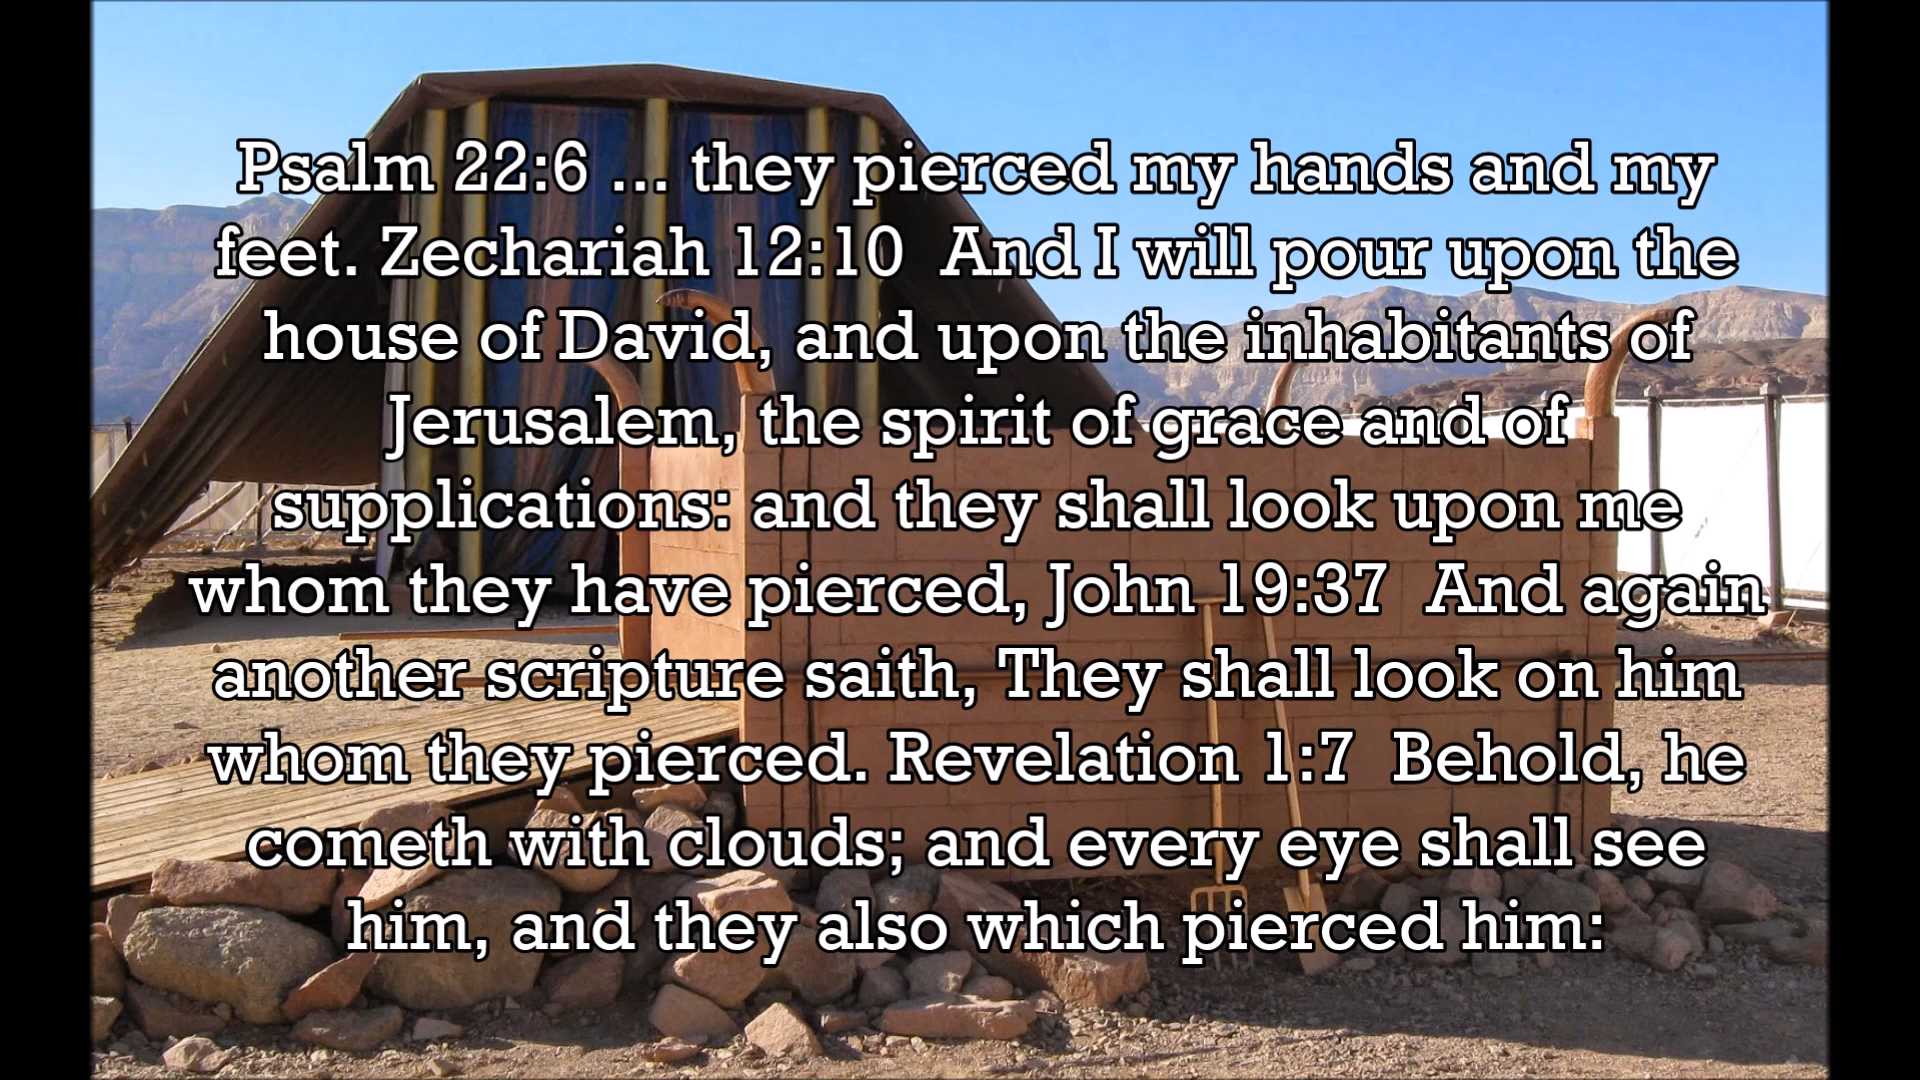 Psalm 22:6 ... they pierced my hands and my
feet. Zechariah 12:10  And I will pour upon the
house of David, and upon the inhabitants of
Jerusalem, the spirit of grace and of
supplications: and they shall look upon me
whom they have pierced, John 19:37  And again
another scripture saith, They shall look on him
whom they pierced. Revelation 1:7  Behold, he
cometh with clouds; and every eye shall see
him, and they also which pierced him: